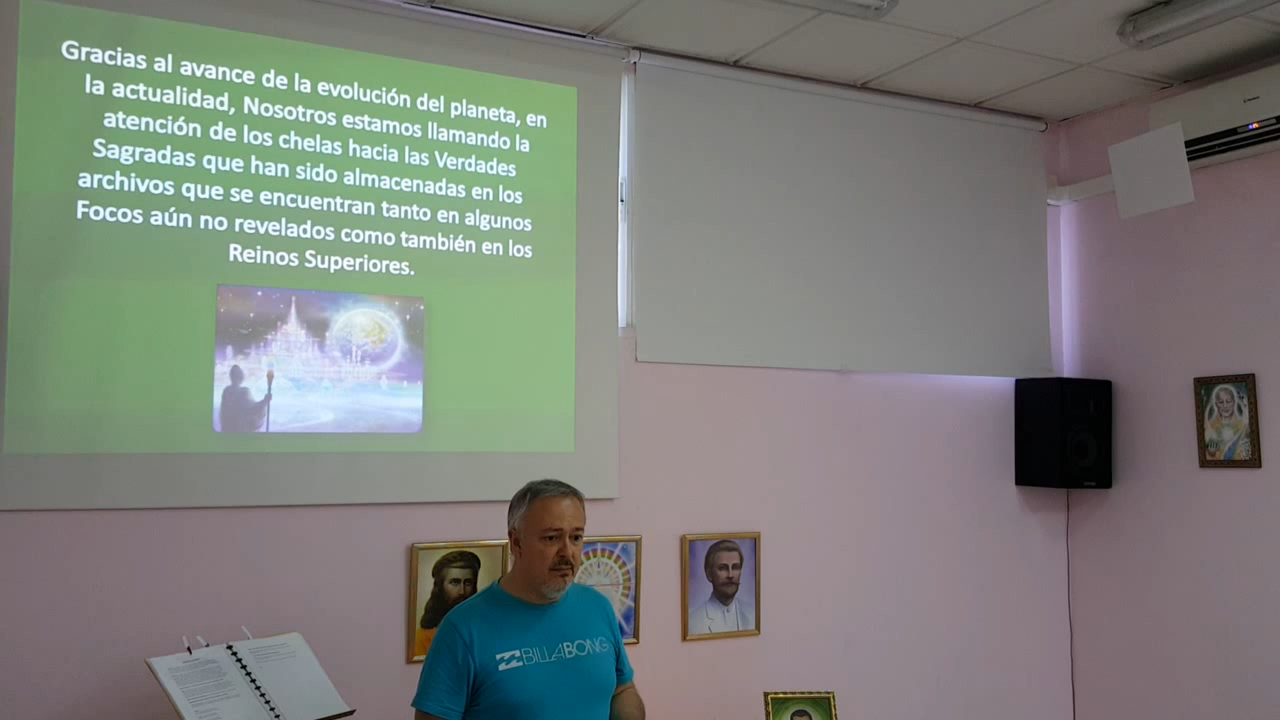 Gracias al avance de la evolución del planeta, en
la actualidad, Nosotros estamos llamando la
atención de los chelas hacia las Verdades
Sagradas que han sido almacenadas en los
archivos que se encuentran tanto en algunos
Focos aún no revelados como también en los
Reinos Superiores.
BILLABONG